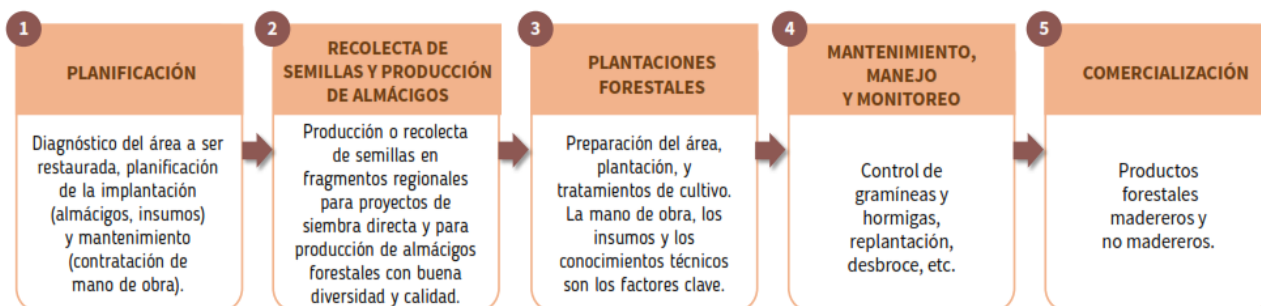 1
PLANIFICACIÓN
Diagnóstico del área a ser
restaurada, planificación
de la implantación
(almácigos, insumos)
y mantenimiento
(contratación de
mano de obra).
2
RECOLECTA DE
SEMILLAS Y PRODUCCIÓN
DE ALMÁCIGOS
Producción o recolecta
de semillas en
fragmentos regionales
para proyectos de
siembra directa y para
producción de almácigos
forestales con buena
diversidad y calidad.
3
PLANTACIONES
FORESTALES
Preparación del área,
plantación, y
tratamientos de cultivo.
La mano de obra, los
insumos y los
conocimientos técnicos
son los factores clave.
4
MANTENIMIENTO,
MANEJO
Y MONITOREO
Control de
gramíneas y
hormigas,
replantación,
desbroce, etc.
5
COMERCIALIZACIÓN
Productos
forestales
madereros y
no madereros.